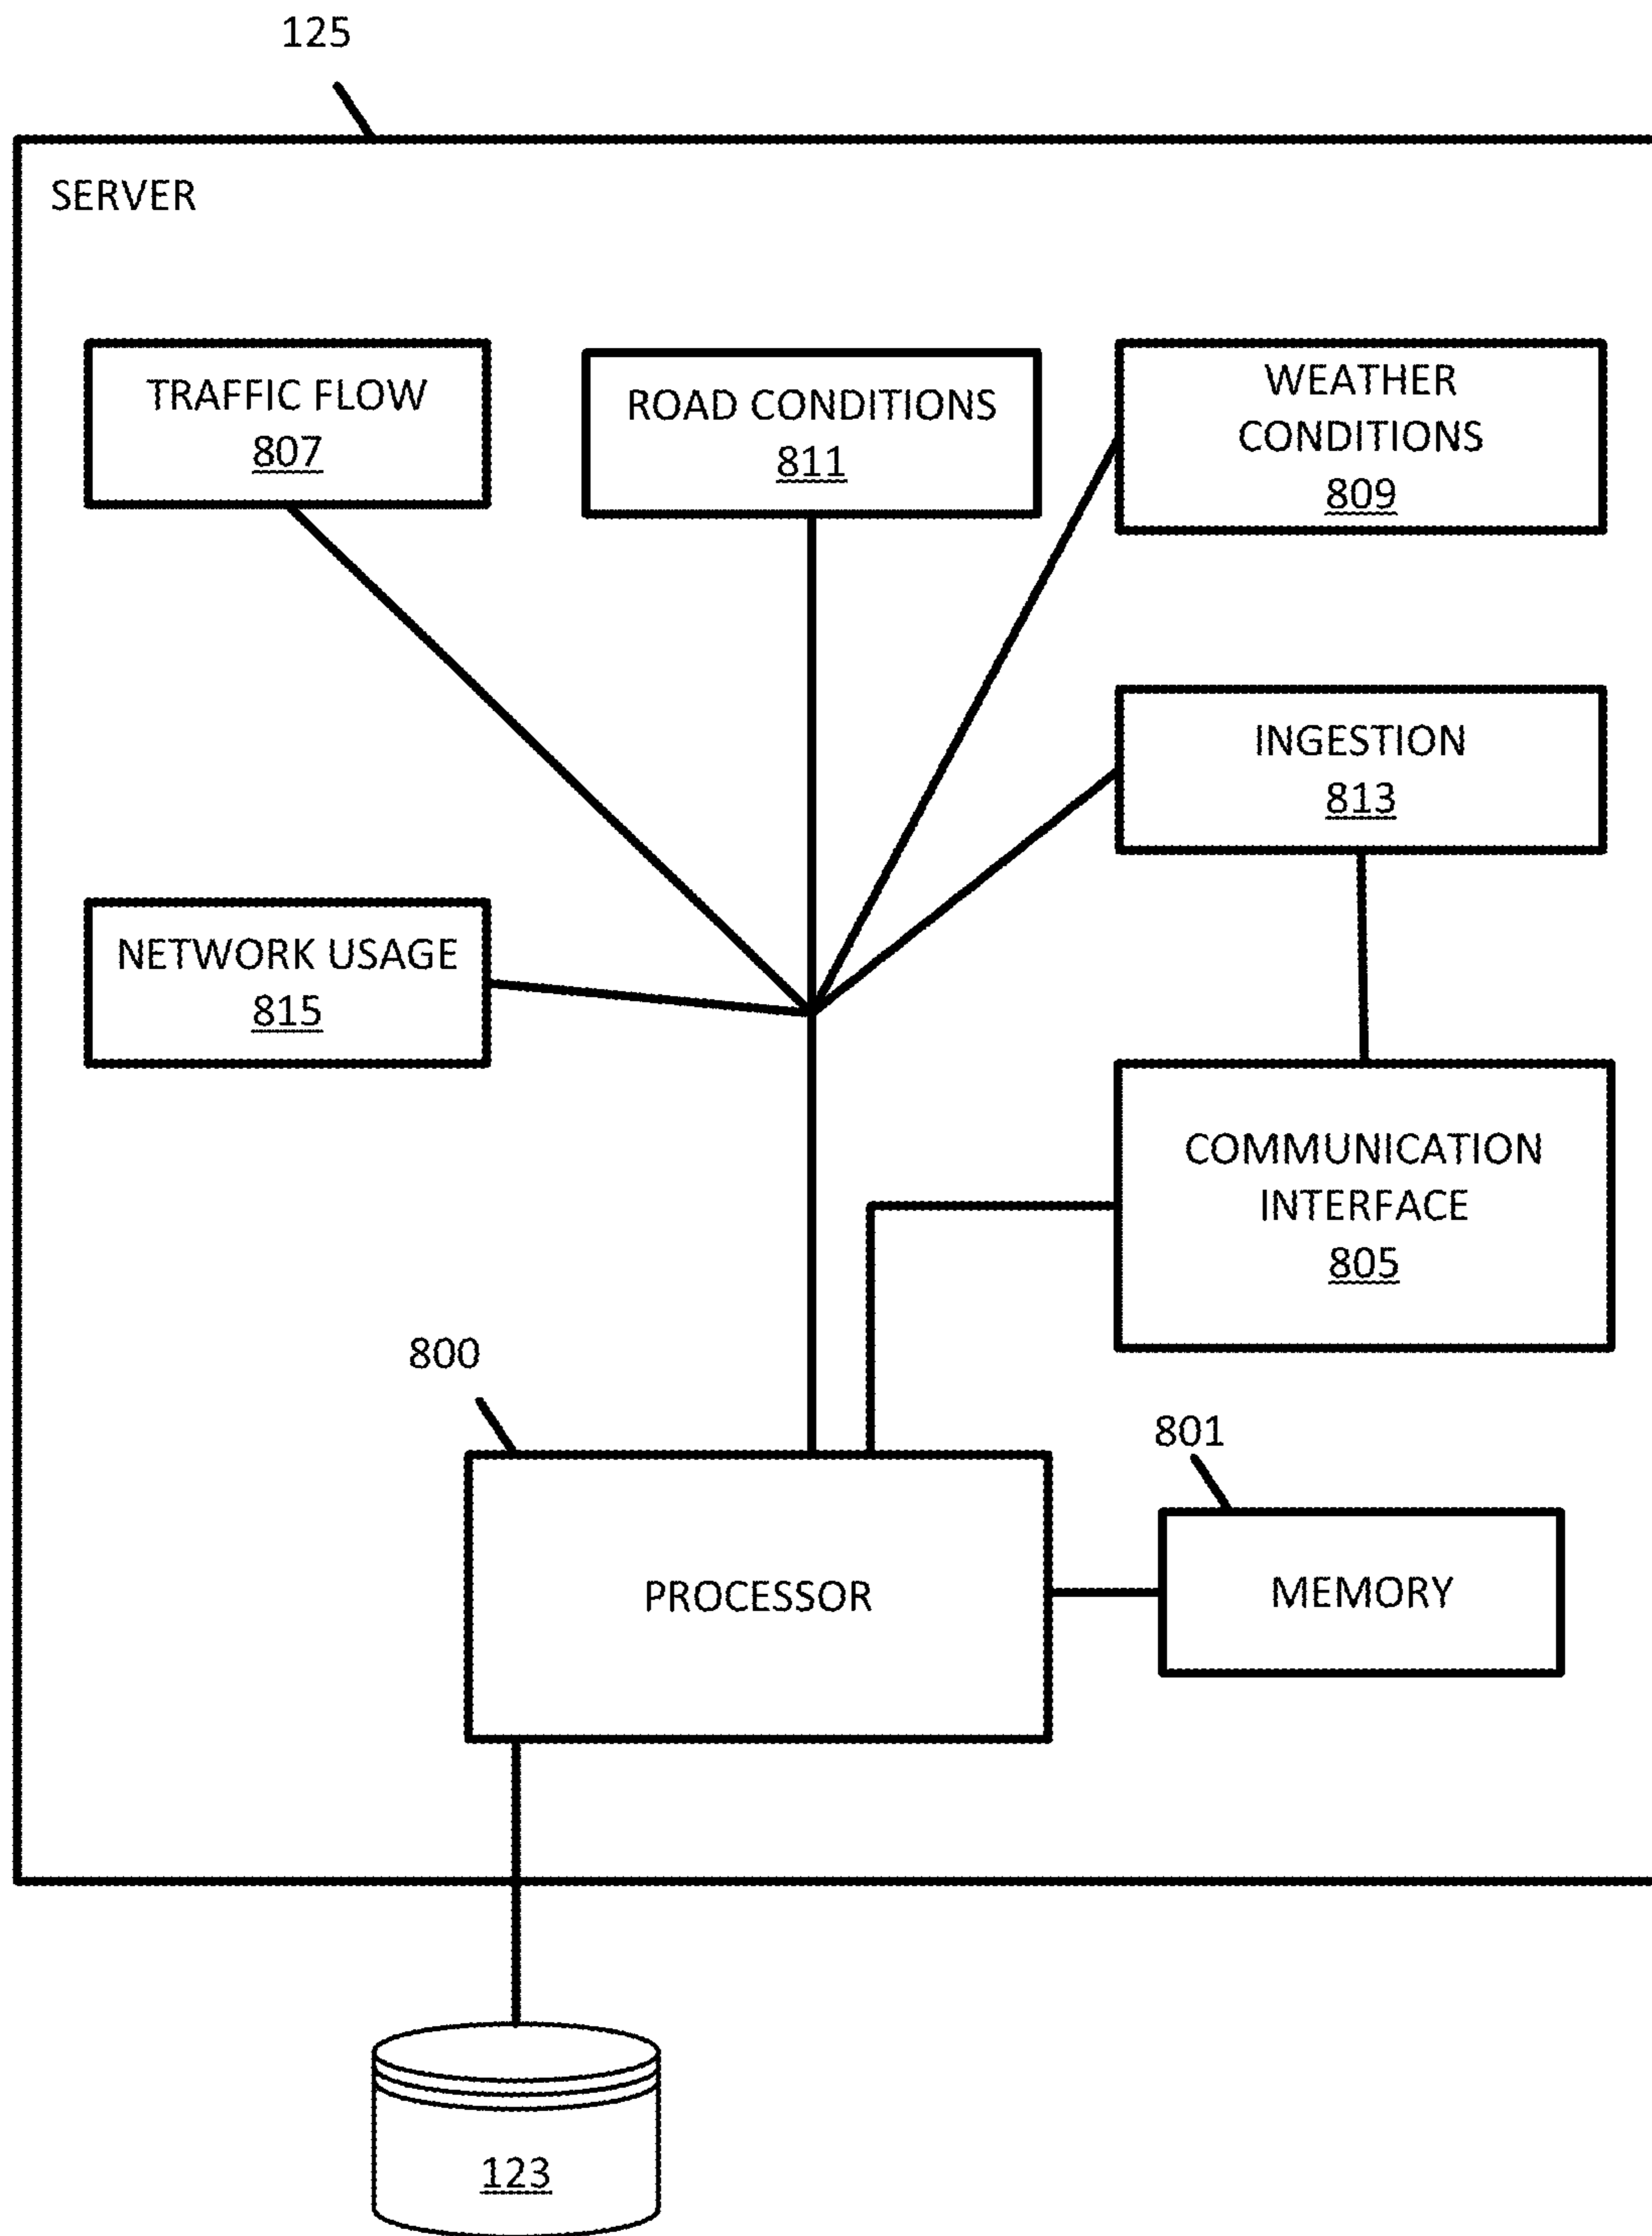 125
SERVER
TRAFFIC FLOW
807
ROAD CONDITIONS
811
WEATHER
CONDITIONS
809
INGESTION
813
NETWORK USAGE
815
COMMUNICATION
INTERFACE
805
800
801
PROCESSOR
MEMORY
123